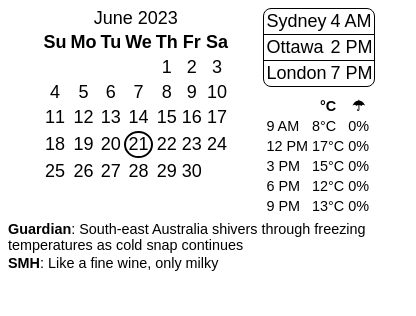 June 2023
Su Mo Tu We Th Fr Sa
1 2 3
4 5 6 7 8 9 10
11 12 13 14 15 16 17
18 19 20 21 22 23 24
25 26 27 28 29 30
Sydney 4 AM
Ottawa 2 PM
London 7 PM
°C ☂
9 AM 8°C 0%
12 PM 17°C 0%
3 PM 15°C 0%
6 PM 12°C 0%
9 PM 13°C 0%
Guardian: South-east Australia shivers through freezing
temperatures as cold snap continues
SMH: Like a fine wine, only milky